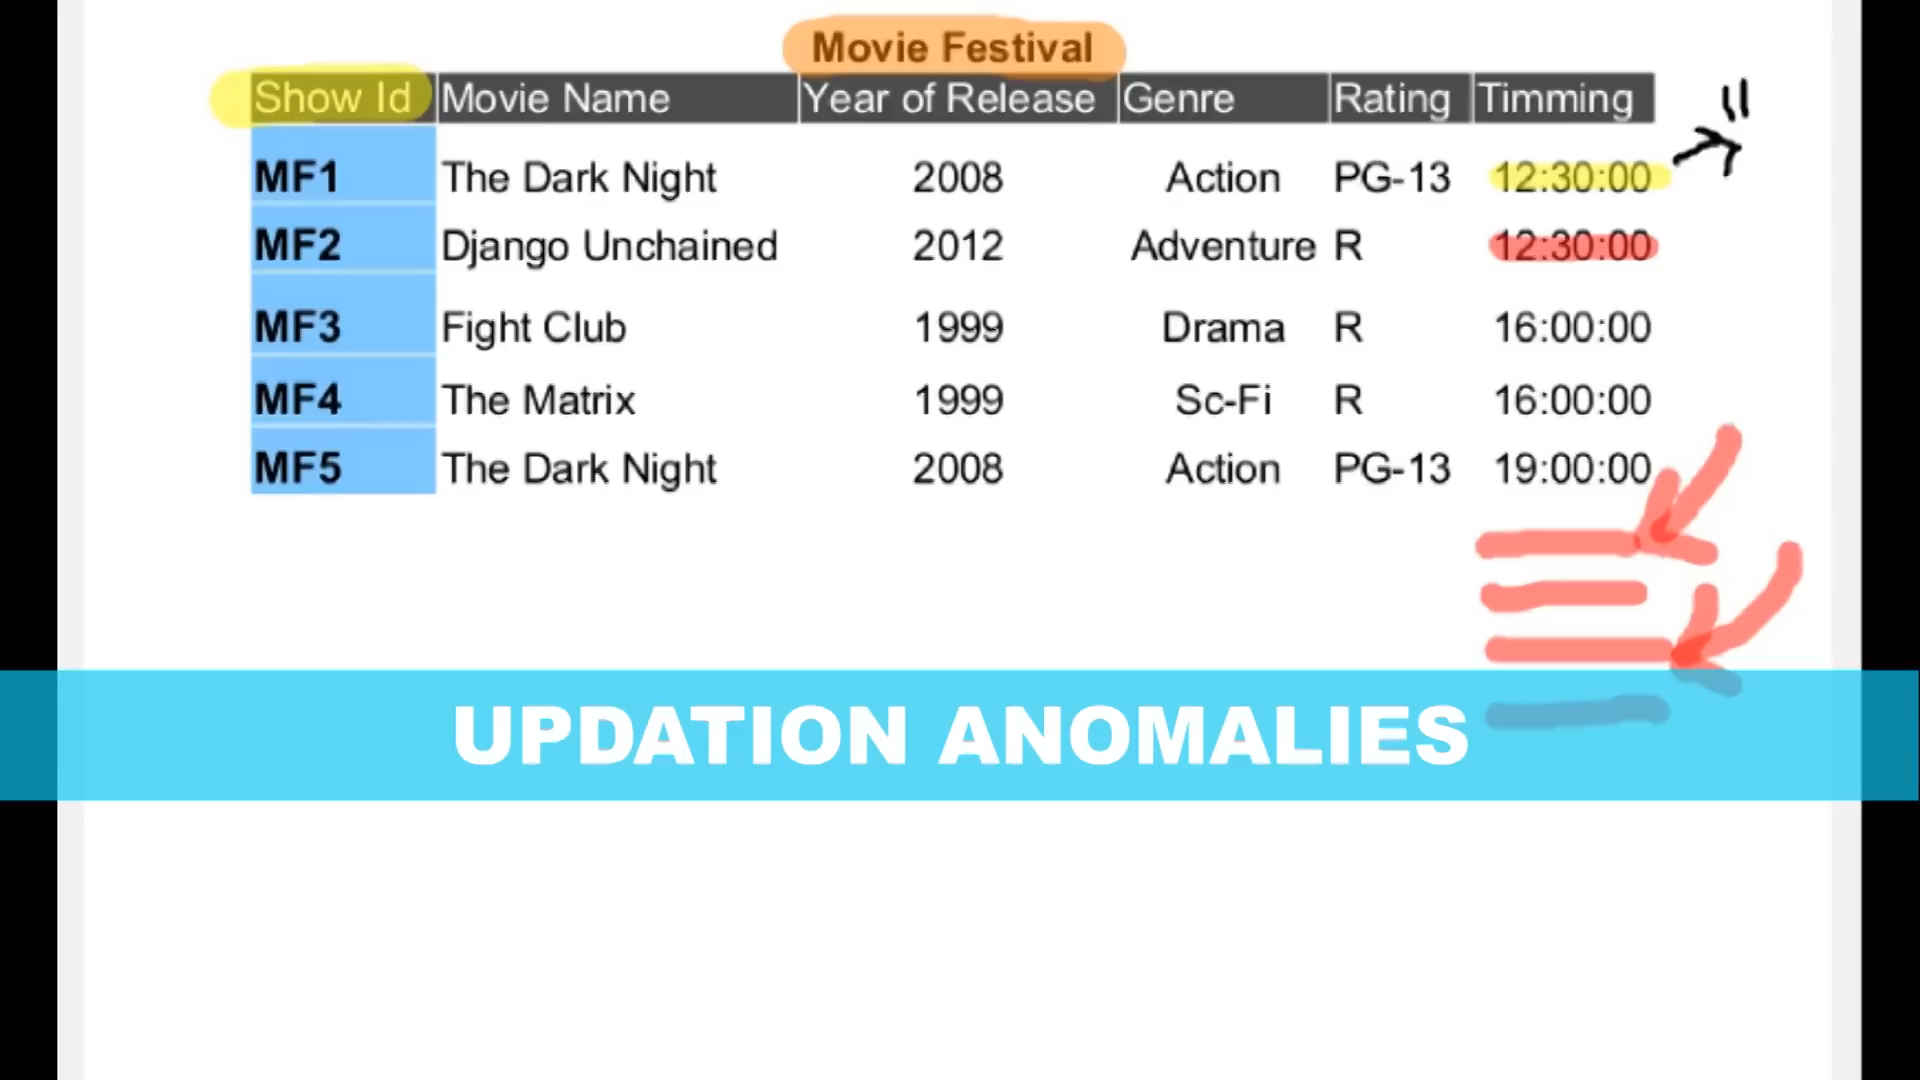 Movie Festival
Show Id Movie Name Year of Release Genre Rating Timming
11
MF1 The Dark Night 2008 Action PG-13 12:30:00
MF2 Django Unchained 2012 Adventure R 12:30:00
MF3 Fight Club 1999 Drama R 16:00:00
MF4 The Matrix 1999 Sc-Fi R 16:00:00
MF5 The Dark Night 2008 Action PG-13 19:00:00
UPDATION ANOMALIES